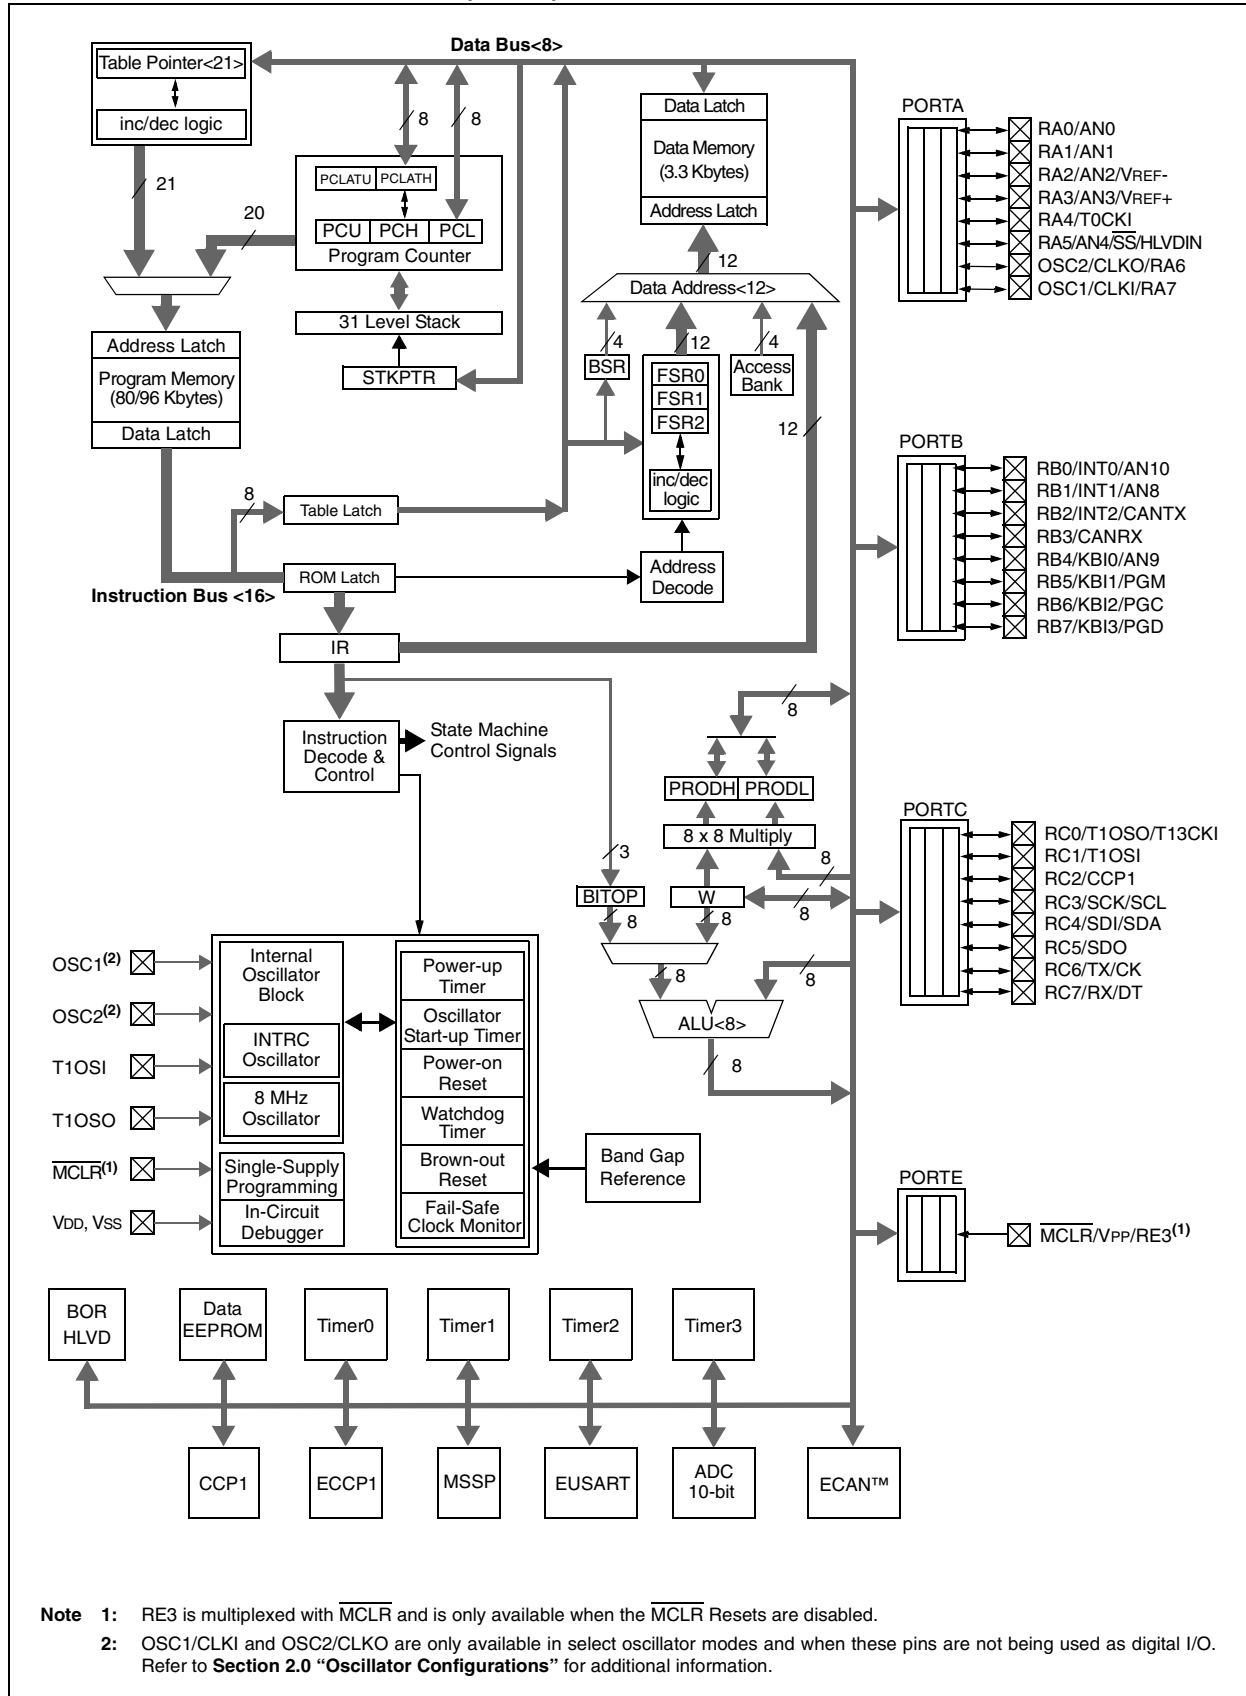 Data Bus<8>
Table Pointer<21>
inc/dec logic
21
20
8
8
PCLATU PCLATH
PCU PCH PCL
Program Counter
31 Level Stack
STKPTR
Address Latch
Program Memory
(80/96 Kbytes)
Data Latch
8
Table Latch
ROM Latch
Instruction Bus <16>
IR
Instruction
Decode &
Control
State Machine
Control Signals
Data Latch
Data Memory
(3.3 Kbytes)
Address Latch
12
Data Address<12>
4
12
4
BSR
FSR0
FSR1
FSR2
inc/dec
logic
Access
Bank
12
Address
Decode
8
PRODH PRODL
8 x 8 Multiply
3
8
BITOP
W
8
8
8
8
8
ALU<8>
8
PORTA
RA0/AN0
RA1/AN1
RA2/AN2/VREF-
RA3/AN3/VREF+
RA4/T0CKI
RA5/AN4/SS/HLVDIN
OSC2/CLKO/RA6
OSC1/CLKI/RA7
PORTB
RB0/INT0/AN10
RB1/INT1/AN8
RB2/INT2/CANTX
RB3/CANRX
RB4/KBI0/AN9
RB5/KBI1/PGM
RB6/KBI2/PGC
RB7/KBI3/PGD
PORTC
RC0/T1OSO/T13CKI
RC1/T1OSI
RC2/CCP1
RC3/SCK/SCL
RC4/SDI/SDA
RC5/SDO
RC6/TX/CK
RC7/RX/DT
PORTE
MCLR/VPP/RE3(1)
OSC1(2)
OSC2(2)
T1OSI
T1OSO
MCLR(1)
VDD, VSS
Internal
Oscillator
Block
INTRC
Oscillator
8 MHz
Oscillator
Single-Supply
Programming
In-Circuit
Debugger
Power-up
Timer
Oscillator
Start-up Timer
Power-on
Reset
Watchdog
Timer
Brown-out
Reset
Fail-Safe
Clock Monitor
Band Gap
Reference
BOR
HLVD
Data
EEPROM
Timer0
Timer1
Timer2
Timer3
CCP1
ECCP1
MSSP
EUSART
ADC
10-bit
ECAN™
Note 1: RE3 is multiplexed with MCLR and is only available when the MCLR Resets are disabled.
2: OSC1/CLKI and OSC2/CLKO are only available in select oscillator modes and when these pins are not being used as digital I/O.
Refer to Section 2.0 “Oscillator Configurations” for additional information.